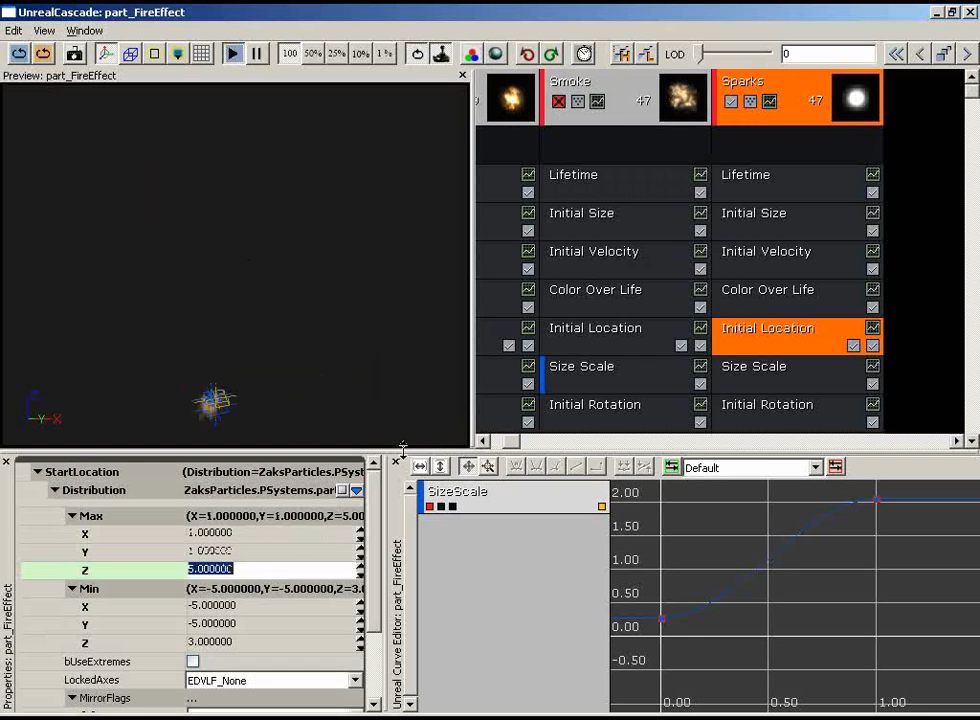 UnrealCascade: part_FireEffect
Edit View Window
100 50% 25% 10% 1 % LOD 0
Preview: part_FireEffect
Smoke 47
Sparks 47
Lifetime Lifetime
Initial Size Initial Size
Initial Velocity Initial Velocity
Color Over Life Color Over Life
Initial Location Initial Location
Size Scale Size Scale
Initial Rotation Initial Rotation
Y X
StartLocation (Distribution=ZaksParticles.PSystems
Distribution ZaksParticles.PSystems.part
Max (X=1.000000,Y=1.000000,Z=5.00
X 1.000000
Y 1.000000
Z 5.000000
Min (X=-5.000000,Y=-5.000000,Z=3.0
X -5.000000
Y -5.000000
Z 3.000000
bUseExtremes
LockedAxes EDVLF_None
MirrorFlags ...
Properties: part_FireEffect
Unreal Curve Editor: part_FireEffect
Default
SizeScale
2.00
1.50
1.00
0.50
0.00
-0.50
0.00 0.50 1.00